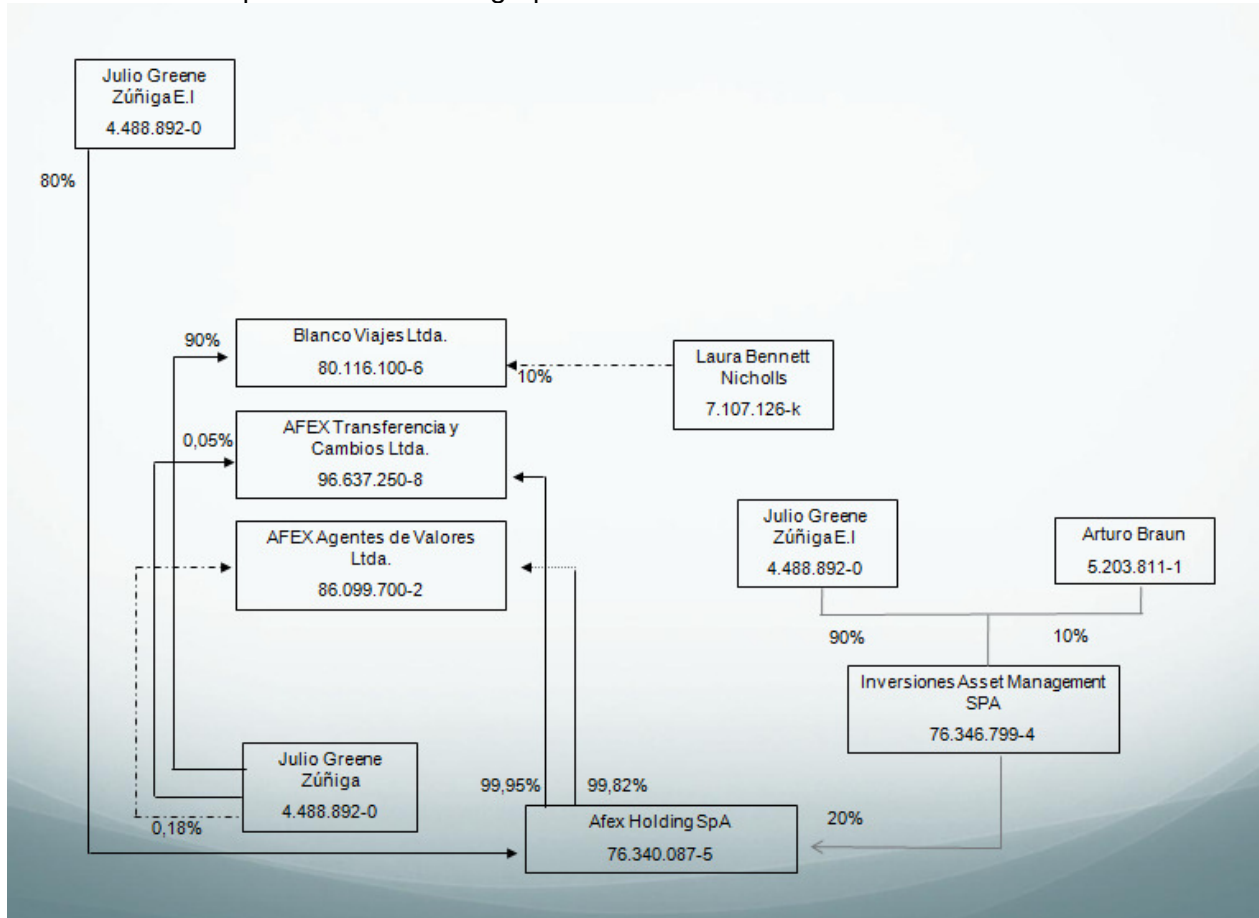 Julio Greene
Zúñiga E.I
4.488.892-0
80%
90%
Blanco Viajes Ltda.
80.116.100-6
10%
Laura Bennett
Nicholls
7.107.126-k
0,05%
AFEX Transferencia y
Cambios Ltda.
96.637.250-8
AFEX Agentes de Valores
Ltda.
86.099.700-2
Julio Greene
Zúñiga E.I
4.488.892-0
Arturo Braun
5.203.811-1
90%
10%
Inversiones Asset Management
SPA
76.346.799-4
Julio Greene
Zúñiga
4.488.892-0
0,18%
99,95%
99,82%
Afex Holding SpA
76.340.087-5
20%